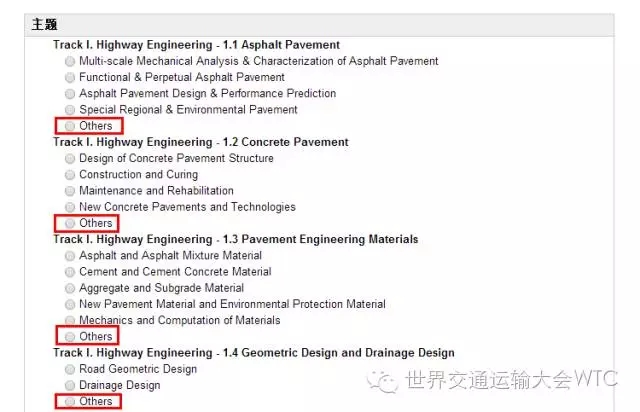 主题
Track I. Highway Engineering - 1.1 Asphalt Pavement
Multi-scale Mechanical Analysis & Characterization of Asphalt Pavement
Functional & Perpetual Asphalt Pavement
Asphalt Pavement Design & Performance Prediction
Special Regional & Environmental Pavement
Others
Track I. Highway Engineering - 1.2 Concrete Pavement
Design of Concrete Pavement Structure
Construction and Curing
Maintenance and Rehabilitation
New Concrete Pavements and Technologies
Others
Track I. Highway Engineering - 1.3 Pavement Engineering Materials
Asphalt and Asphalt Mixture Material
Cement and Cement Concrete Material
Aggregate and Subgrade Material
New Pavement Material and Environmental Protection Material
Mechanics and Computation of Materials
Others
Track I. Highway Engineering - 1.4 Geometric Design and Drainage Design
Road Geometric Design
Drainage Design
Others
世界交通运输大会WTC